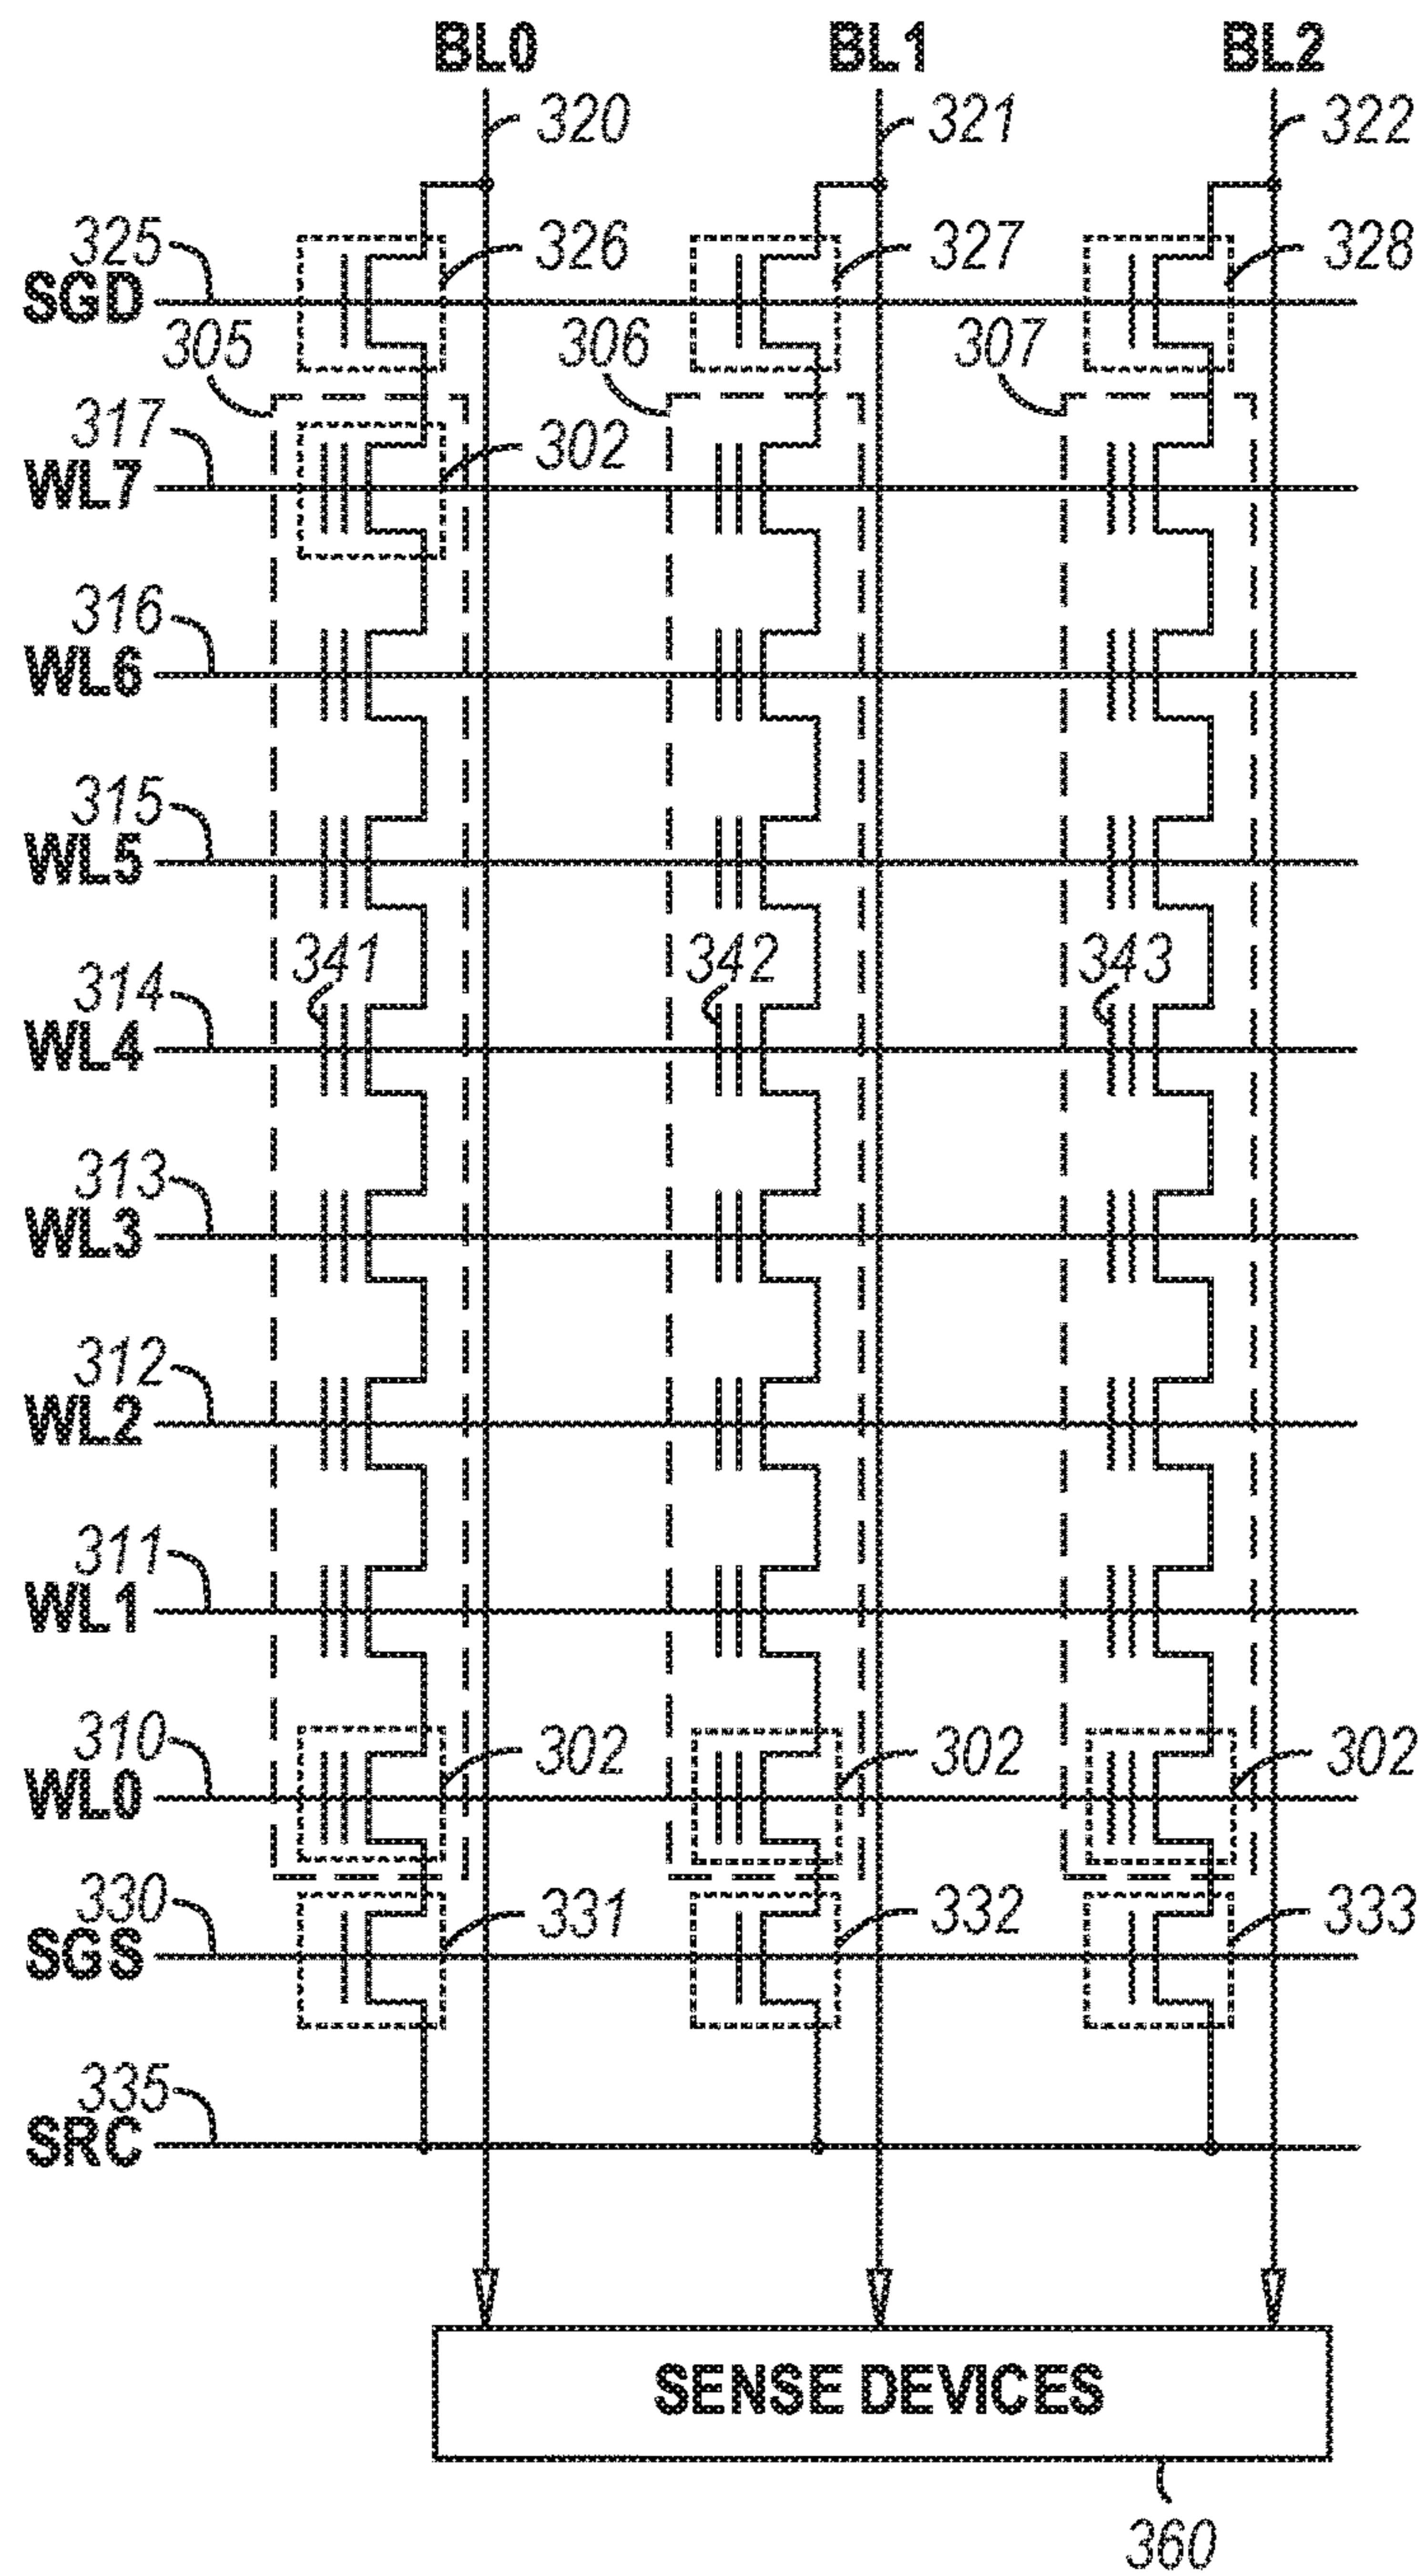 BL0 BL1 BL2
320 321 322
325 326 327 328
SGD
305 306 307
317 302
WL7
316
WL6
315
WL5
341 342 343
314
WL4
313
WL3
312
WL2
311
WL1
310 302 302 302
WL0
330 331 332 333
SGS
335
SRC
SENSE DEVICES
360